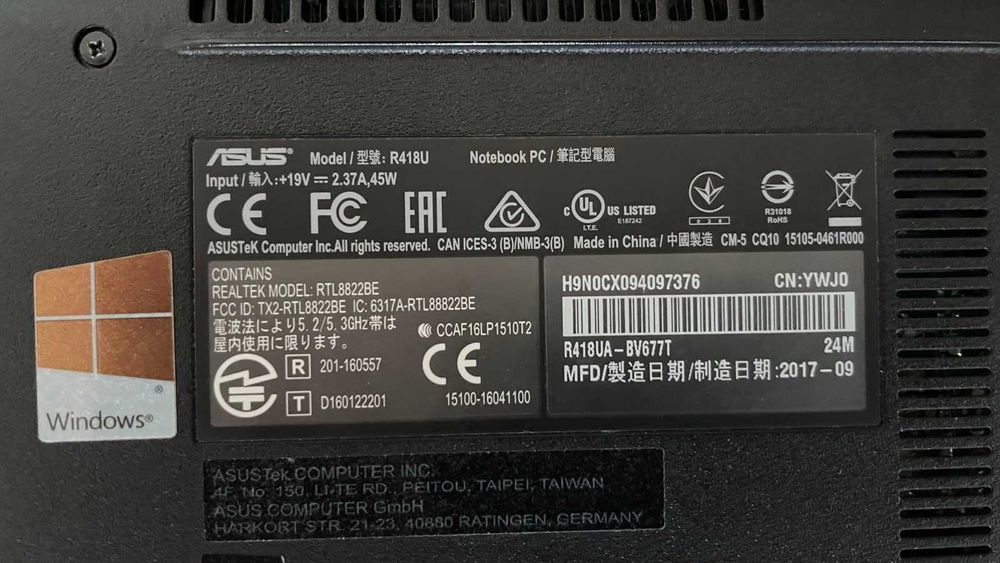 ASUS® Model / 型號: R418U Notebook PC / 筆記型電腦
Input / 輸入:+19V⎓ 2.37A,45W
CE FC EAC c UL US LISTED
E187242
I.T.E.
R31018
RoHS
ASUSTeK Computer Inc.All rights reserved. CAN ICES-3 (B)/NMB-3(B) Made in China / 中國製造 CM-5 CQ10 15105-0461R000
CONTAINS
REALTEK MODEL: RTL8822BE
FCC ID: TX2-RTL8822BE IC: 6317A-RTL88822BE
電波法により5.2/5.3GHz帯は
屋内使用に限ります。
CCAF16LP1510T2
R 201-160557
CE
T D160122201
15100-16041100
H9N0CX094097376 CN:YWJ0
R418UA-BV677T 24M
MFD/製造日期/制造日期:2017-09
Windows®
ASUSTek COMPUTER INC.
4F, No. 150, LI-TE RD., PEITOU, TAIPEI, TAIWAN
ASUS COMPUTER GmbH
HARKORT STR. 21-23, 40880 RATINGEN, GERMANY